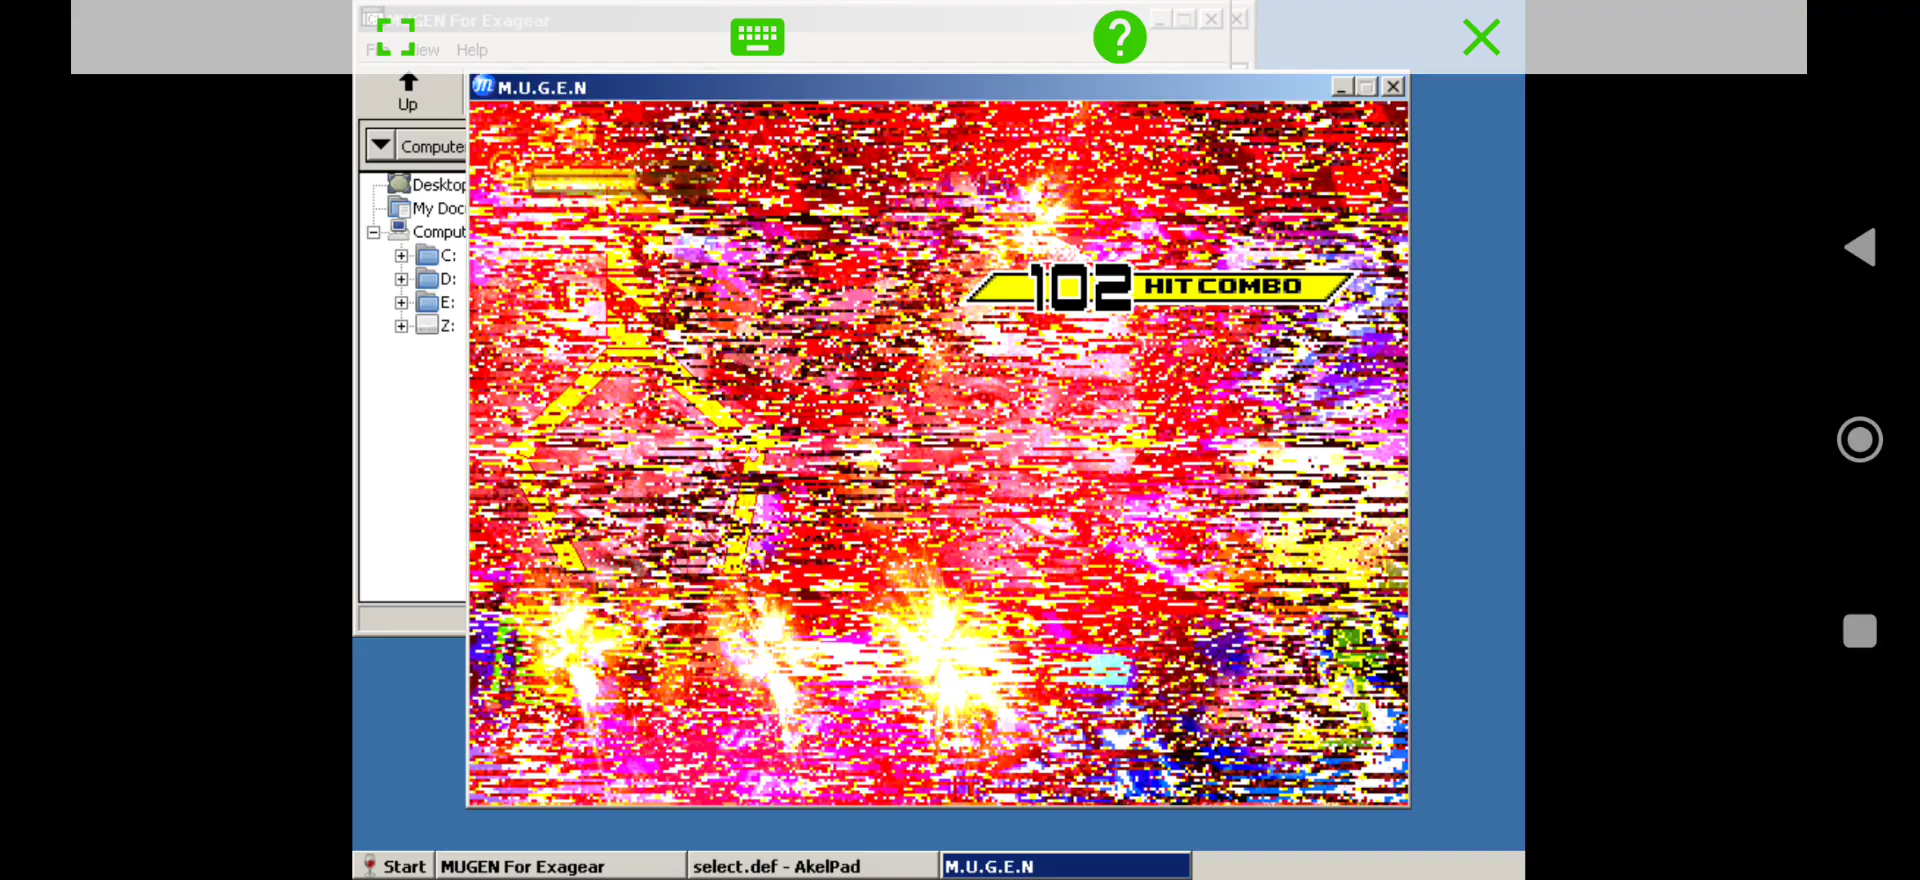 MUGEN For Exagear
View Help
M.U.G.E.N
Up
Compute
Desktop
My Doc
Comput
C:
D:
E:
Z:
102 HIT COMBO
Start MUGEN For Exagear select.def - AkelPad M.U.G.E.N